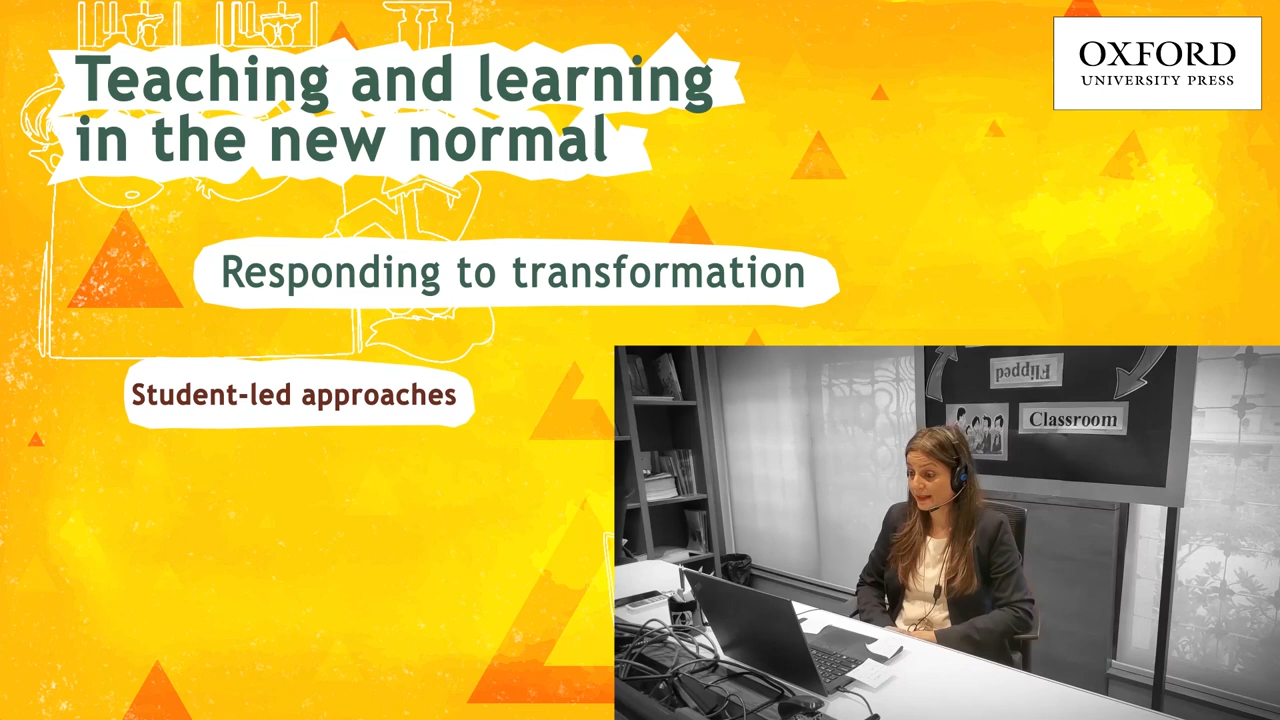 Teaching and learning
in the new normal
OXFORD
UNIVERSITY PRESS
Responding to transformation
Student-led approaches
Flipped
Classroom